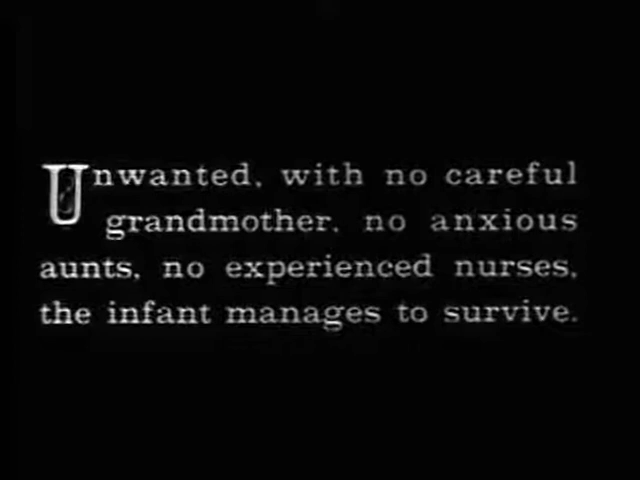 Unwanted, with no careful
grandmother, no anxious
aunts, no experienced nurses,
the infant manages to survive.